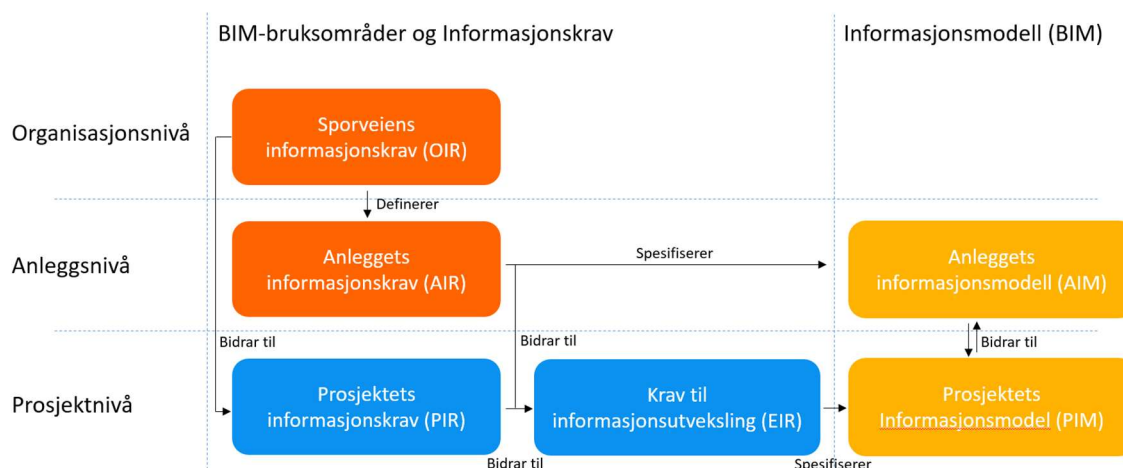 BIM-bruksområder og Informasjonskrav
Informasjonsmodell (BIM)
Organisasjonsnivå
Sporveiens
informasjonskrav (OIR)
Definerer
Anleggsnivå
Anleggets
informasjonskrav (AIR)
Spesifiserer
Anleggets
informasjonsmodell (AIM)
Bidrar til
Bidrar til
Bidrar til
Prosjektnivå
Prosjektets
informasjonskrav (PIR)
Krav til
informasjonsutveksling (EIR)
Prosjektets
Informasjonsmodel (PIM)
Bidrar til
Spesifiserer